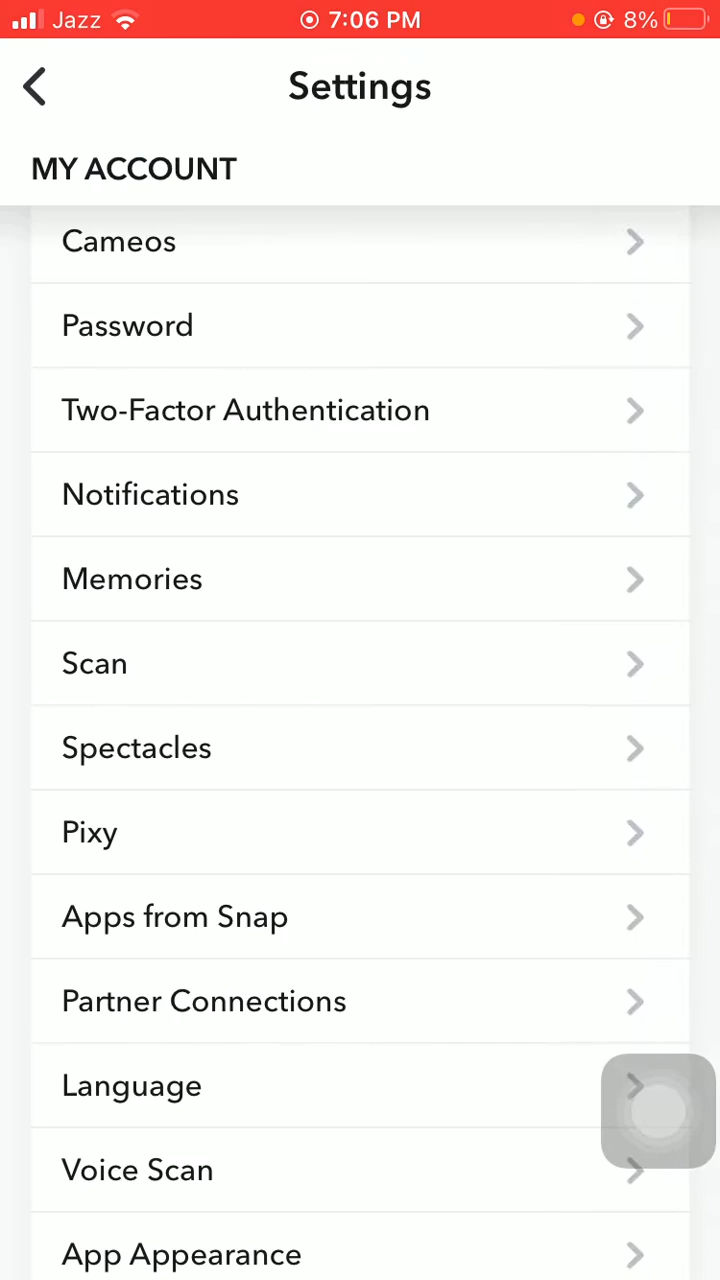 Jazz 7:06 PM 8%
Settings
MY ACCOUNT
Cameos
Password
Two-Factor Authentication
Notifications
Memories
Scan
Spectacles
Pixy
Apps from Snap
Partner Connections
Language
Voice Scan
App Appearance